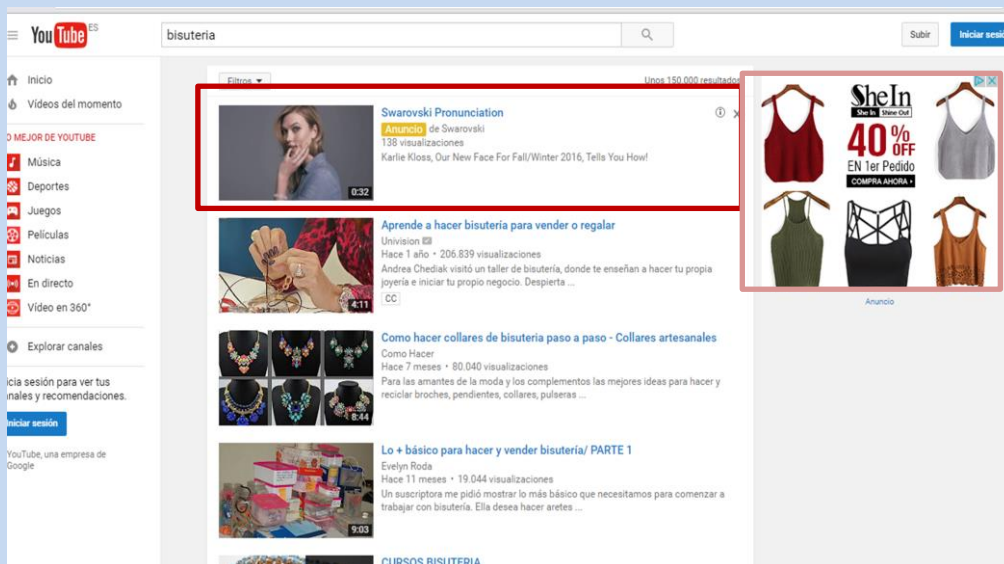 YouTube ES
bisuteria
Subir
Iniciar sesió
Inicio
Vídeos del momento
O MEJOR DE YOUTUBE
Música
Deportes
Juegos
Películas
Noticias
En directo
Vídeo en 360°
Explorar canales
icia sesión para ver tus
nales y recomendaciones.
Iniciar sesión
YouTube, una empresa de
Google
Filtros
Unos 150.000 resultados
Swarovski Pronunciation
Anuncio de Swarovski
138 visualizaciones
Karlie Kloss, Our New Face For Fall/Winter 2016, Tells You How!
0:32
Aprende a hacer bisutería para vender o regalar
Univision
Hace 1 año • 206.839 visualizaciones
Andrea Chediak visitó un taller de bisutería, donde te enseñan a hacer tu propia
joyería e iniciar tu propio negocio. Despierta ...
CC
4:11
Como hacer collares de bisuteria paso a paso - Collares artesanales
Como Hacer
Hace 7 meses • 80.040 visualizaciones
Para las amantes de la moda y los complementos las mejores ideas para hacer y
reciclar broches, pendientes, collares, pulseras ...
8:44
Lo + básico para hacer y vender bisutería/ PARTE 1
Evelyn Roda
Hace 11 meses • 19.044 visualizaciones
Un suscriptora me pidió mostrar lo más básico que necesitamos para comenzar a
trabajar con bisutería. Ella desea hacer aretes ...
9:03
CURSOS BISUTERIA
SheIn
She In Shine Out
40% OFF
EN 1er Pedido
COMPRA AHORA
Anuncio